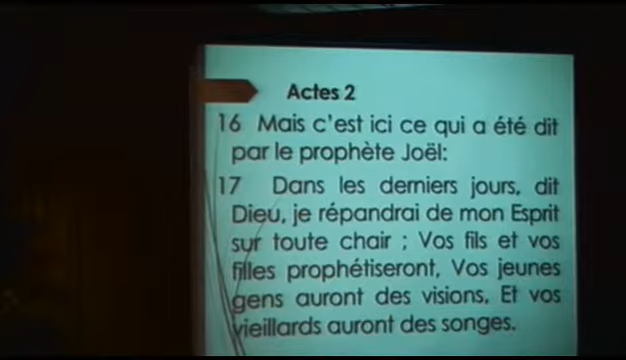 Actes 2
16 Mais c'est ici ce qui a été dit
par le prophète Joël:
17 Dans les derniers jours, dit
Dieu, je répandrai de mon Esprit
sur toute chair ; Vos fils et vos
filles prophétiseront, Vos jeunes
gens auront des visions, Et vos
vieillards auront des songes.